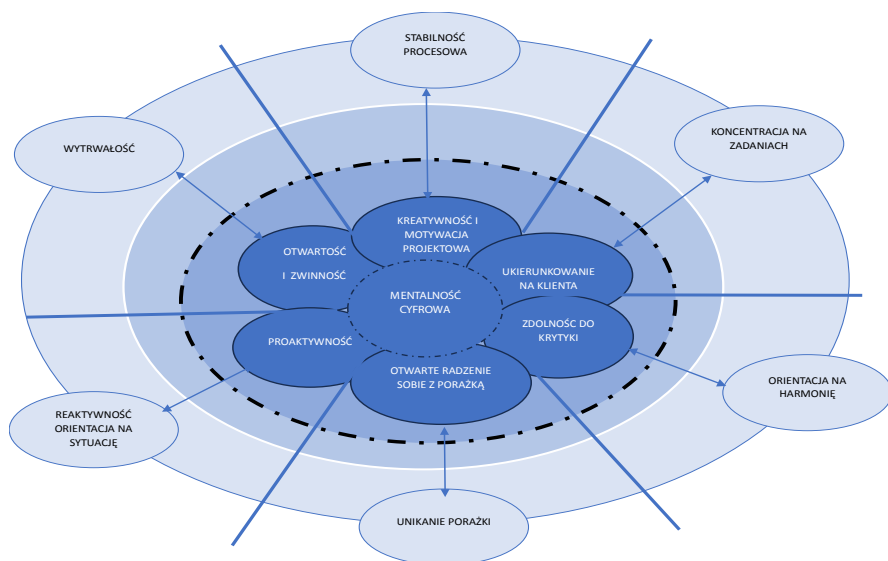 STABILNOŚĆ
PROCESOWA
WYTRWAŁOŚĆ
KONCENTRACJA NA
ZADANIACH
KREATYWNOŚĆ I
MOTYWACJA
PROJEKTOWA
OTWARTOŚĆ
I ZWINNOŚĆ
UKIERUNKOWANIE
NA KLIENTA
MENTALNOŚĆ
CYFROWA
PROAKTYWNOŚĆ
ZDOLNOŚC DO
KRYTYKI
OTWARTE RADZENIE
SOBIE Z PORAŻKĄ
REAKTYWNOŚĆ
ORIENTACJA NA
SYTUACJĘ
ORIENTACJA NA
HARMONIĘ
UNIKANIE PORAŻKI